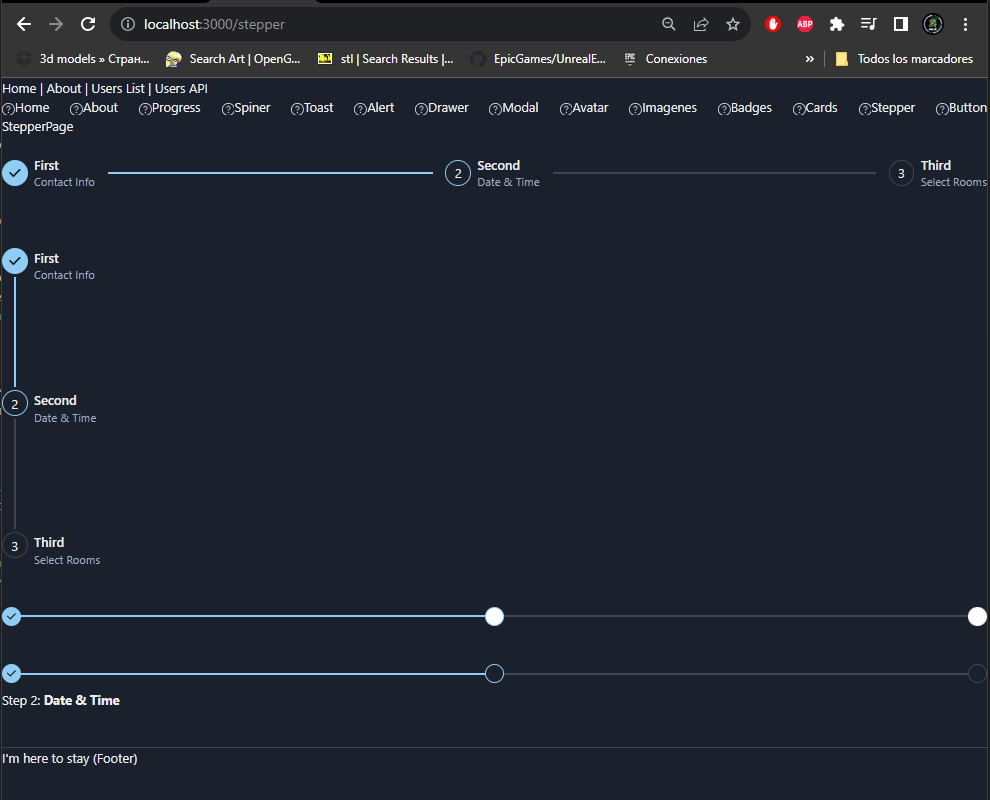 localhost:3000/stepper
ABP
3d models » Стран... Search Art | OpenG... stl | Search Results |... EpicGames/UnrealE... EPIC Conexiones » Todos los marcadores
Home | About | Users List | Users API
?Home ?About ?Progress ?Spiner ?Toast ?Alert ?Drawer ?Modal ?Avatar ?Imagenes ?Badges ?Cards ?Stepper ?Button
StepperPage
First 2 Second 3 Third
Contact Info Date & Time Select Rooms
First
Contact Info
2 Second
Date & Time
3 Third
Select Rooms
Step 2: Date & Time
I'm here to stay (Footer)